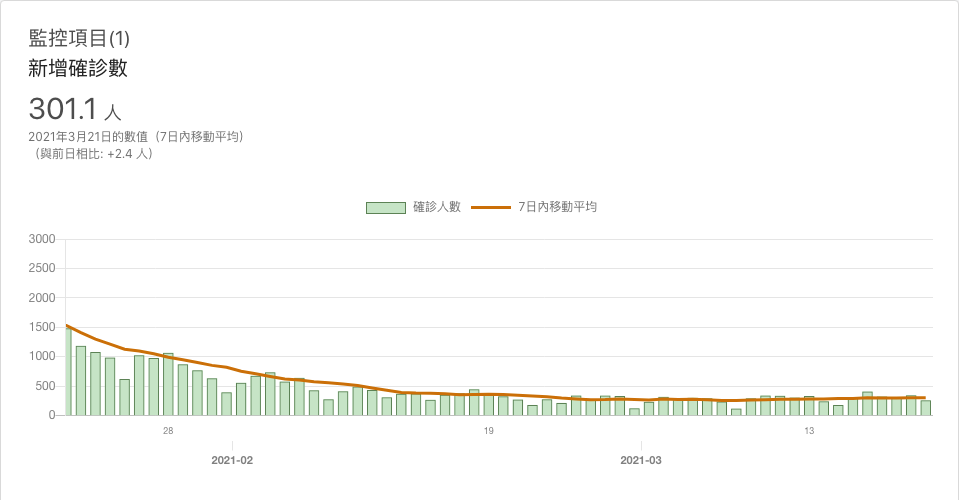 監控項目(1)
新增確診數
301.1 人
2021年3月21日的數值（7日內移動平均）
（與前日相比: +2.4 人）
確診人數 7日內移動平均
3000
2500
2000
1500
1000
500
0
28 19 13
2021-02 2021-03